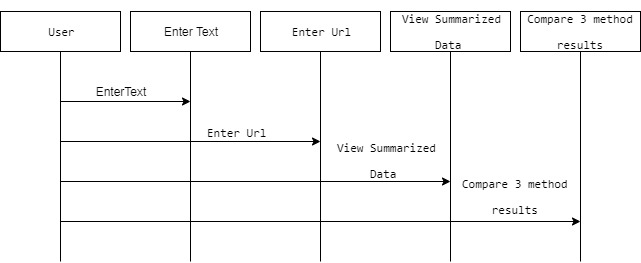 User
Enter Text
Enter Url
View Summarized
Data
Compare 3 method
results
EnterText
Enter Url
View Summarized
Data
Compare 3 method
results